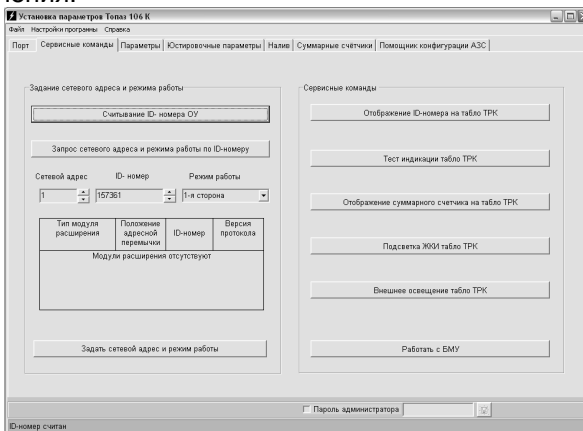 юния.
Установка параметров Топаз 106 К
Файл Настройки программы Справка
Порт Сервисные команды Параметры Юстировочные параметры Налив Суммарные счётчики Помощник конфигурации АЗС
Задание сетевого адреса и режима работы
Считывание ID- номера ОУ
Запрос сетевого адреса и режима работы по ID-номеру
Сетевой адрес ID- номер Режим работы
1 157361 1-я сторона
Тип модуля расширения Положение адресной перемычки ID-номер Версия протокола
Модули расширения отсутствуют
Задать сетевой адрес и режим работы
Сервисные команды
Отображение ID-номера на табло ТРК
Тест индикации табло ТРК
Отображение суммарного счетчика на табло ТРК
Подсветка ЖКИ табло ТРК
Внешнее освещение табло ТРК
Работать с БМУ
Пароль администратора
ID-номер считан